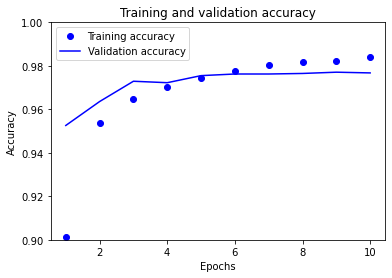 Training and validation accuracy
Training accuracy
Validation accuracy
Accuracy
1.00
0.98
0.96
0.94
0.92
0.90
2
4
6
8
10
Epochs